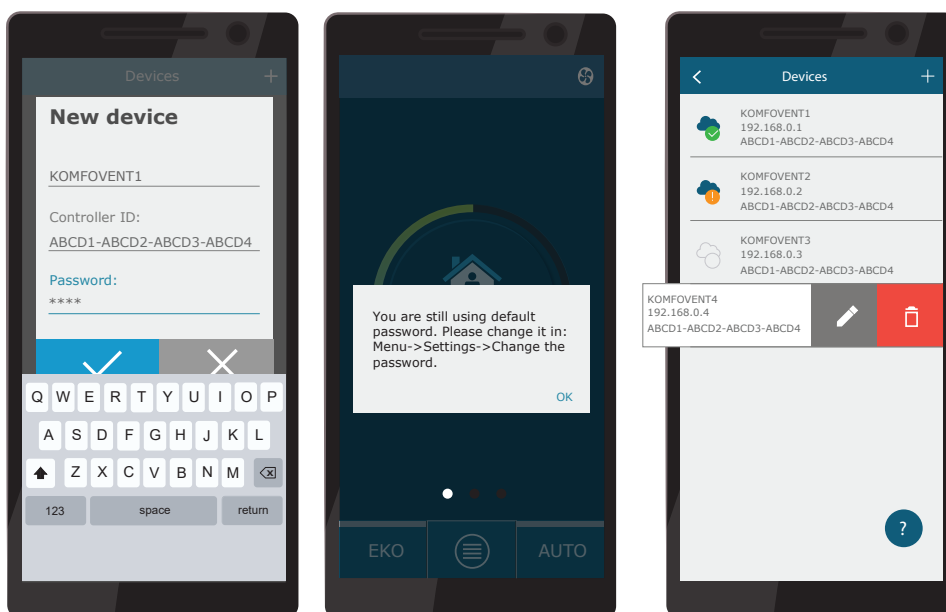 Devices +
New device
KOMFOVENT1
Controller ID:
ABCD1-ABCD2-ABCD3-ABCD4
Password:
****
Q W E R T Y U I O P
A S D F G H J K L
Z X C V B N M
123 space return
You are still using default
password. Please change it in:
Menu->Settings->Change the
password.
OK
EKO AUTO
Devices +
KOMFOVENT1
192.168.0.1
ABCD1-ABCD2-ABCD3-ABCD4
KOMFOVENT2
192.168.0.2
ABCD1-ABCD2-ABCD3-ABCD4
KOMFOVENT3
192.168.0.3
ABCD1-ABCD2-ABCD3-ABCD4
KOMFOVENT4
192.168.0.4
ABCD1-ABCD2-ABCD3-ABCD4
?